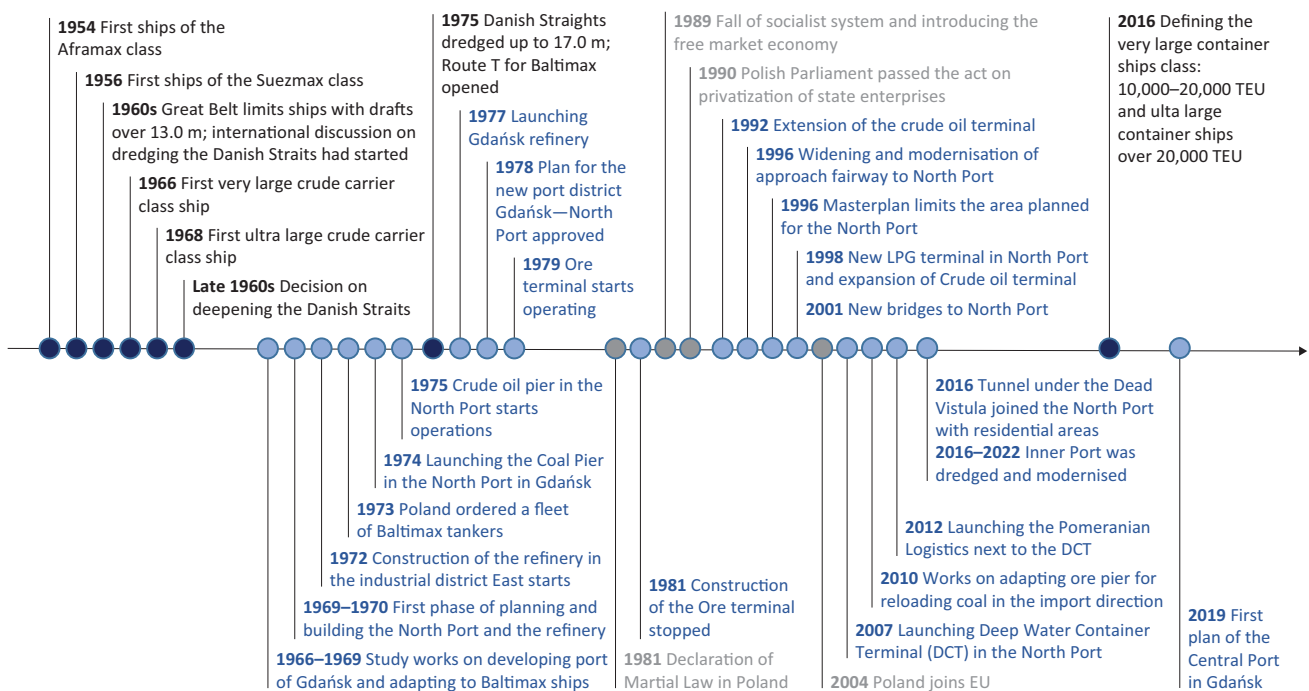 1954 First ships of the
Aframax class
1956 First ships of the Suezmax class
1960s Great Belt limits ships with drafts
over 13.0 m; international discussion on
dredging the Danish Straits had started
1966 First very large crude carrier
class ship
1968 First ultra large crude carrier
class ship
Late 1960s Decision on
deepening the Danish Straits
1975 Danish Straights
dredged up to 17.0 m;
Route T for Baltimax
opened
1977 Launching
Gdańsk refinery
1978 Plan for the
new port district
Gdańsk—North
Port approved
1979 Ore
terminal starts
operating
1989 Fall of socialist system and introducing the
free market economy
1990 Polish Parliament passed the act on
privatization of state enterprises
1992 Extension of the crude oil terminal
1996 Widening and modernisation of
approach fairway to North Port
1996 Masterplan limits the area planned
for the North Port
1998 New LPG terminal in North Port
and expansion of Crude oil terminal
2001 New bridges to North Port
2016 Defining the
very large container
ships class:
10,000–20,000 TEU
and ulta large
container ships
over 20,000 TEU
1975 Crude oil pier in the
North Port starts
operations
1974 Launching the Coal Pier
in the North Port in Gdańsk
1973 Poland ordered a fleet
of Baltimax tankers
1972 Construction of the refinery in
the industrial district East starts
1969–1970 First phase of planning and
building the North Port and the refinery
1966–1969 Study works on developing port
of Gdańsk and adapting to Baltimax ships
1981 Construction
of the Ore terminal
stopped
1981 Declaration of
Martial Law in Poland
2016 Tunnel under the Dead
Vistula joined the North Port
with residential areas
2016–2022 Inner Port was
dredged and modernised
2012 Launching the Pomeranian
Logistics next to the DCT
2010 Works on adapting ore pier for
reloading coal in the import direction
2007 Launching Deep Water Container
Terminal (DCT) in the North Port
2004 Poland joins EU
2019 First
plan of the
Central Port
in Gdańsk